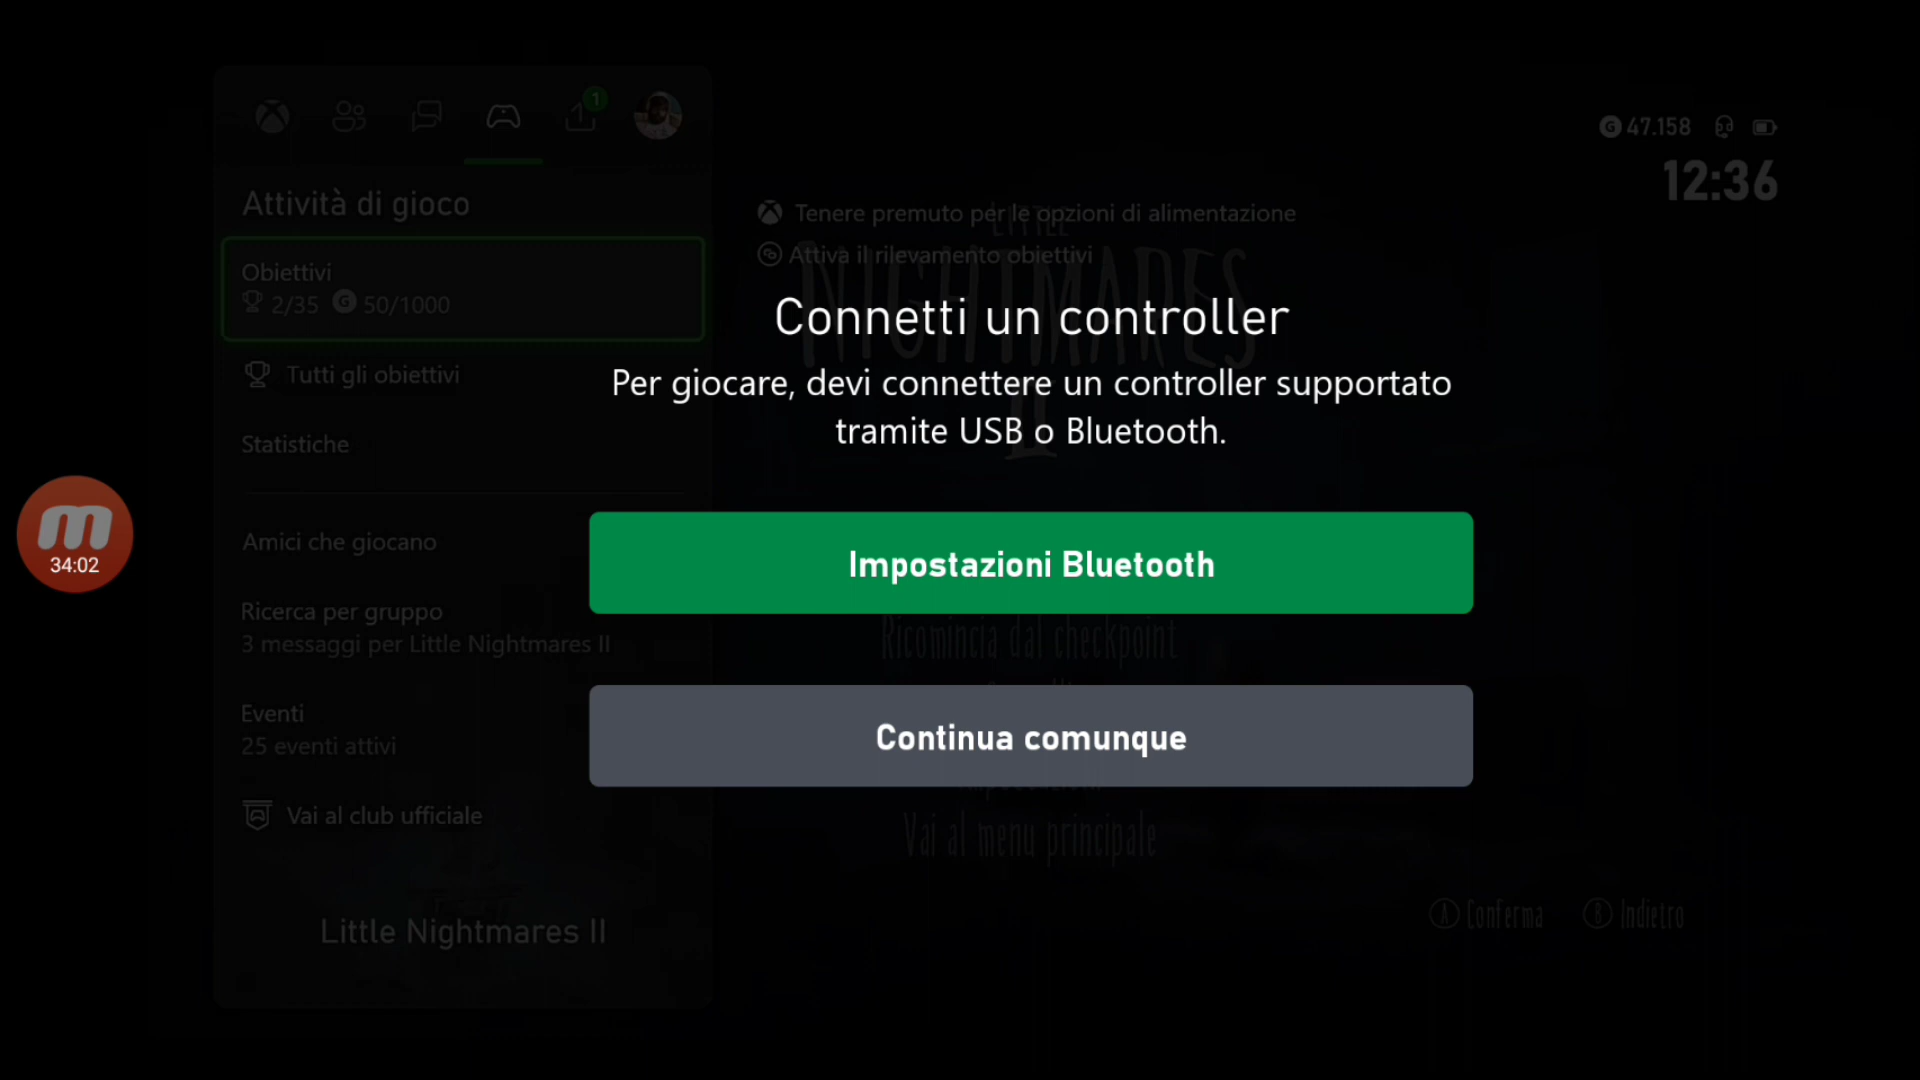 1
47.158
12:36
Attività di gioco
Obiettivi
2/35 G 50/1000
Tutti gli obiettivi
Statistiche
Amici che giocano
Ricerca per gruppo
3 messaggi per Little Nightmares II
Eventi
25 eventi attivi
Vai al club ufficiale
Little Nightmares II
Tenere premuto per le opzioni di alimentazione
Attiva il rilevamento obiettivi
LITTLE
NIGHTMARES
II
Connetti un controller
Per giocare, devi connettere un controller supportato
tramite USB o Bluetooth.
Impostazioni Bluetooth
Ricomincia dal checkpoint
Continua comunque
Vai al menu principale
A Conferma B Indietro
m
34:02